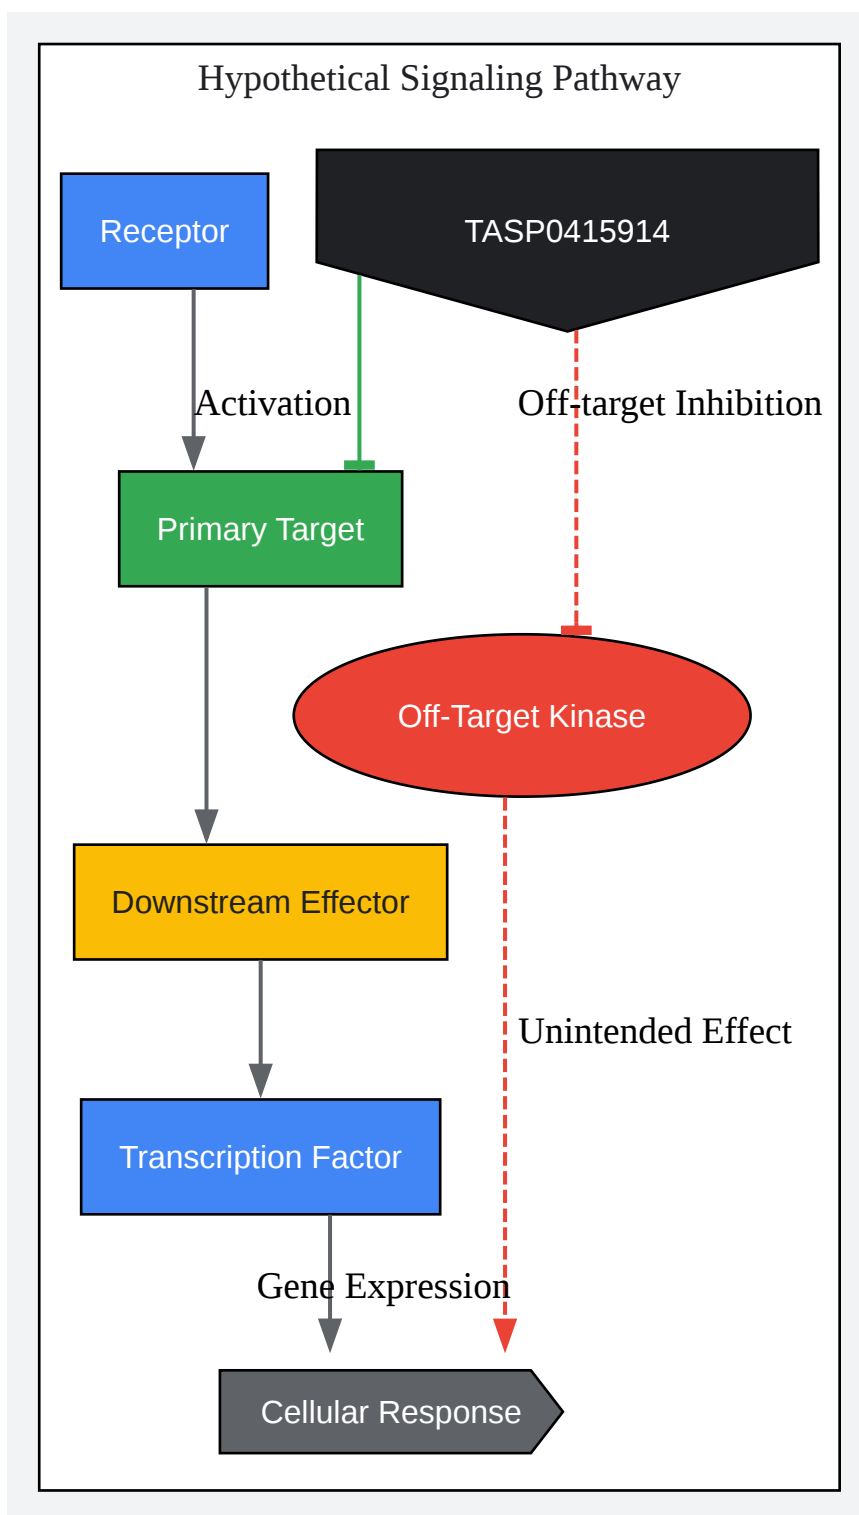 Hypothetical Signaling Pathway
Receptor
TASP0415914
Activation
Off-target Inhibition
Primary Target
Off-Target Kinase
Downstream Effector
Unintended Effect
Transcription Factor
Gene Expression
Cellular Response